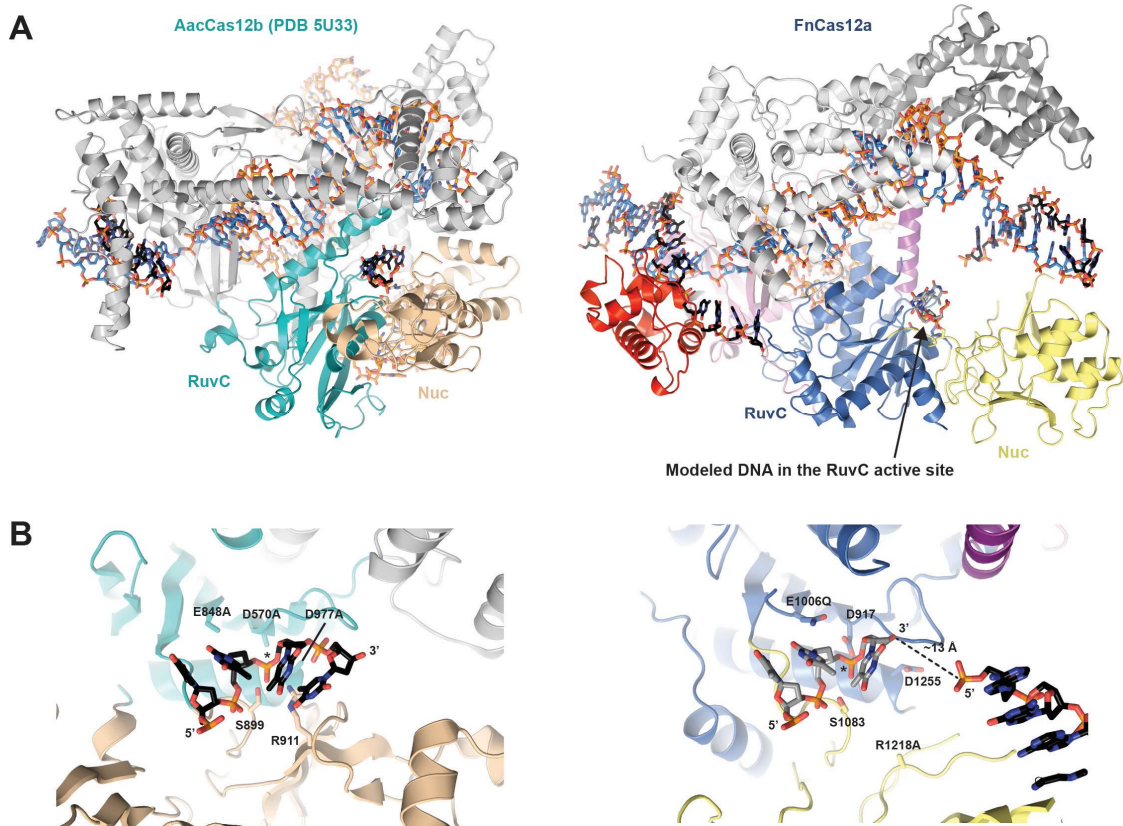 A
AacCas12b (PDB 5U33)
FnCas12a
RuvC
Nuc
RuvC
Nuc
Modeled DNA in the RuvC active site
B
E848A
D570A
D977A
*
3’
5’
S899
R911
E1006Q
D917
3’
~13 Å
*
D1255
5’
5’
S1083
R1218A